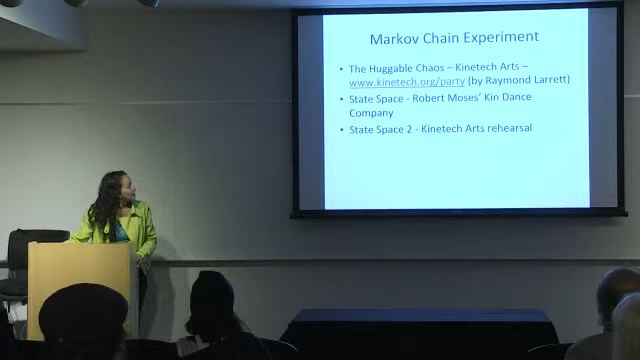 Markov Chain Experiment
• The Huggable Chaos – Kinetech Arts –
www.kinetech.org/party (by Raymond Larrett)
• State Space - Robert Moses' Kin Dance
Company
• State Space 2 - Kinetech Arts rehearsal